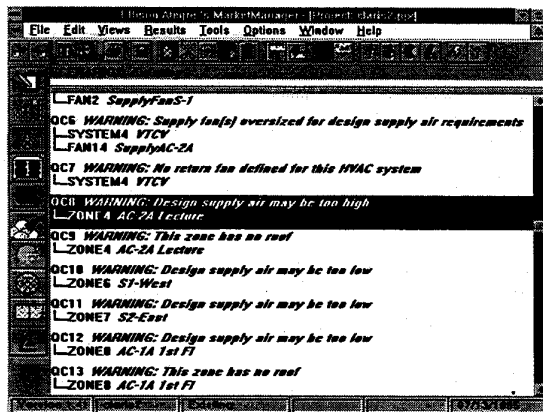 MarketManager - [Project: claris2.prj]
File Edit Views Results Tools Options Window Help
FAN2 SupplyFanS-1
QC6 WARNING: Supply fan(s) oversized for design supply air requirements
SYSTEM4 VTCV
FAN14 SupplyAC-2A
QC7 WARNING: No return fan defined for this HVAC system
SYSTEM4 VTCV
QC8 WARNING: Design supply air may be too high
ZONE4 AC-2A Lecture
QC9 WARNING: This zone has no roof
ZONE4 AC-2A Lecture
QC10 WARNING: Design supply air may be too low
ZONE6 S1-West
QC11 WARNING: Design supply air may be too low
ZONE7 S2-East
QC12 WARNING: Design supply air may be too low
ZONE8 AC-1A 1st Fl
QC13 WARNING: This zone has no roof
ZONE8 AC-1A 1st Fl